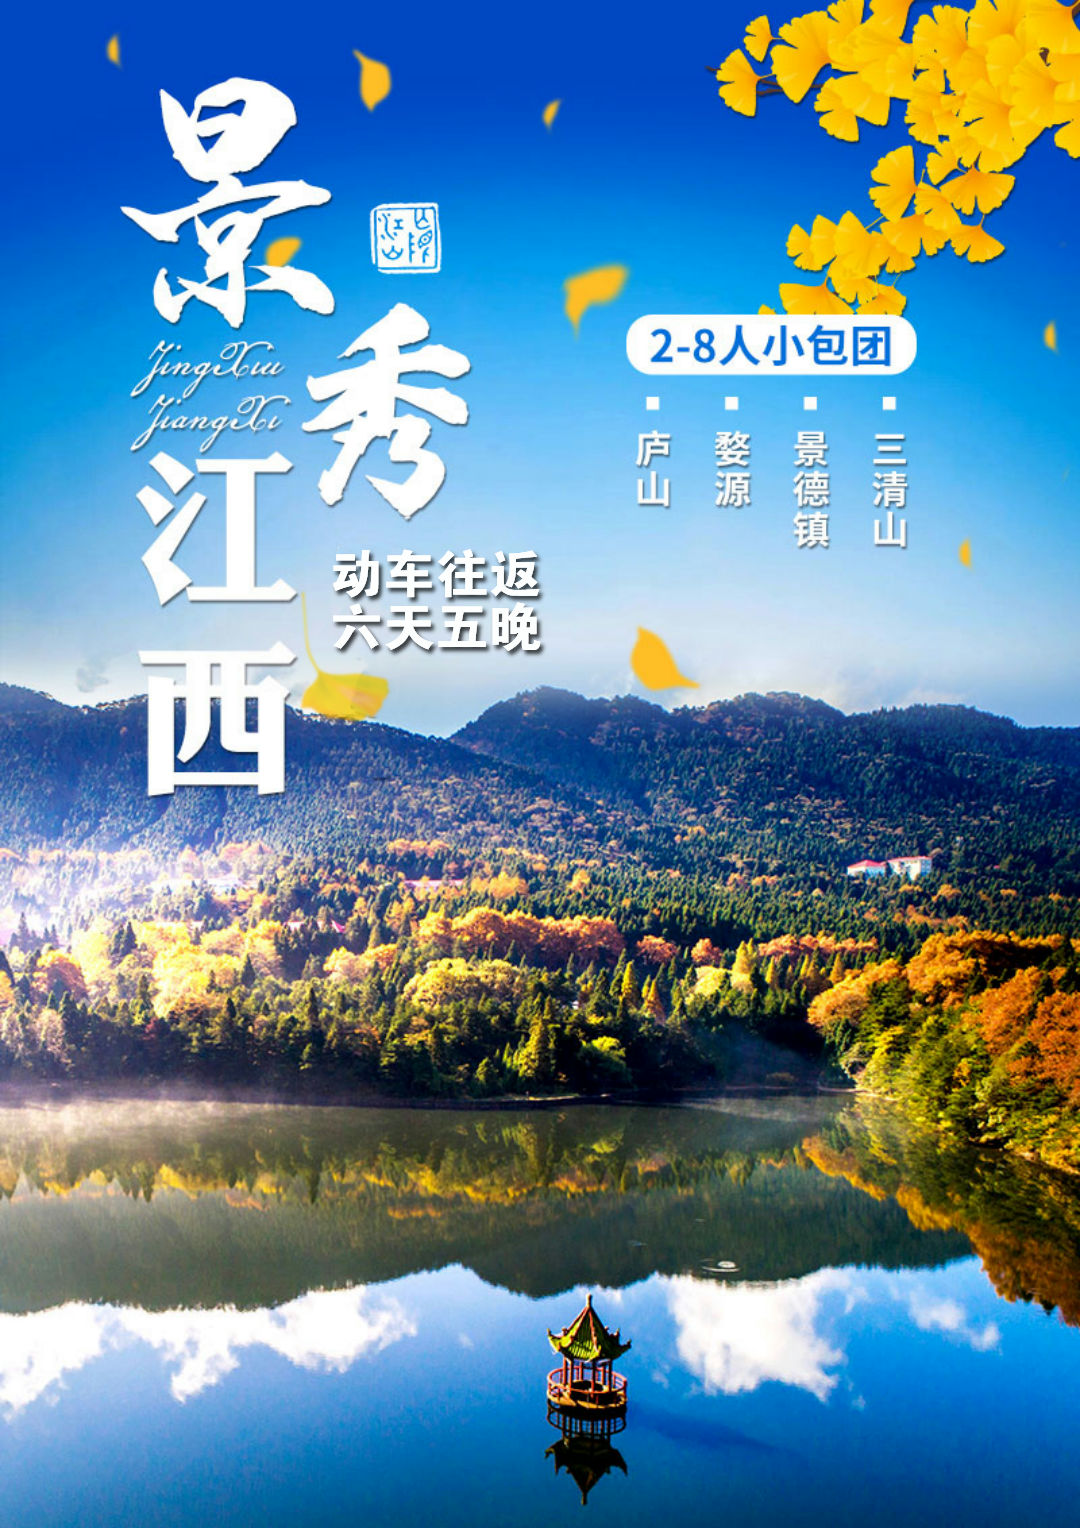 景秀
JingXiu
JiangXi
江西
动车往返
六天五晚
2-8人小包团
庐山
婺源
景德镇
三清山